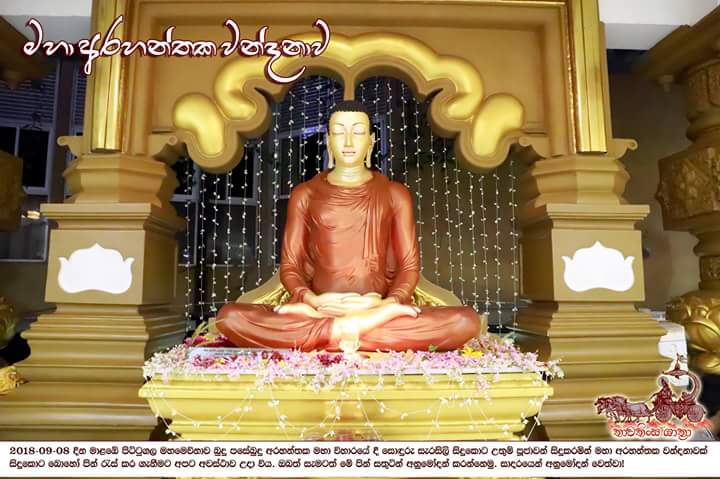 මහා අරහන්තක වන්දනාව
තාවතිංස යාත්‍රා
2018-09-08 දින මාලඹේ පිට්ටුගල මහමෙව්නාව බුදු පසේබුදු අරහන්තක මහා විහාරයේ දී සොඳුරු සැරසිලි සිදුකොට උතුම් පූජාවන් සිදුකරමින් මහා අරහන්තක වන්දනාවක්
සිදුකොට බොහෝ පින් රැස් කර ගැනීමට අපට අවස්ථාව උදා විය. ඔබත් සැමටත් මේ පින් සතුටින් අනුමෝදන් කරන්නෙමු. සාදරයෙන් අනුමෝදන් වෙත්වා!